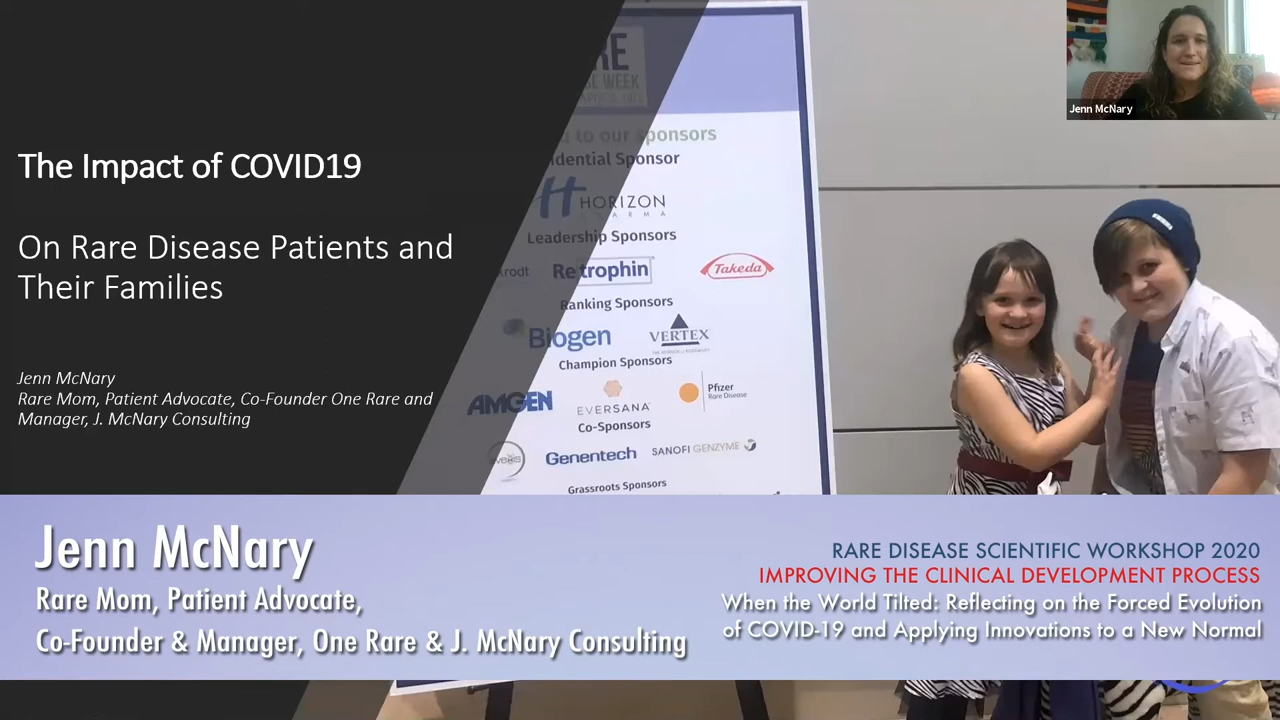 The Impact of COVID19
On Rare Disease Patients and
Their Families
Jenn McNary
Rare Mom, Patient Advocate, Co-Founder One Rare and
Manager, J. McNary Consulting
WEEK
to our sponsors
Sponsor
HORIZON
PHARMA
Leadership Sponsors
Retrophin
Takeda
Ranking Sponsors
Biogen
VERTEX
Champion Sponsors
AMGEN
EVERSANA
Pfizer
Rare Disease
Co-Sponsors
Genentech
SANOFI GENZYME
Grassroots Sponsors
Jenn McNary
Jenn McNary
Rare Mom, Patient Advocate,
Co-Founder & Manager, One Rare & J. McNary Consulting
RARE DISEASE SCIENTIFIC WORKSHOP 2020
IMPROVING THE CLINICAL DEVELOPMENT PROCESS
When the World Tilted: Reflecting on the Forced Evolution
of COVID-19 and Applying Innovations to a New Normal